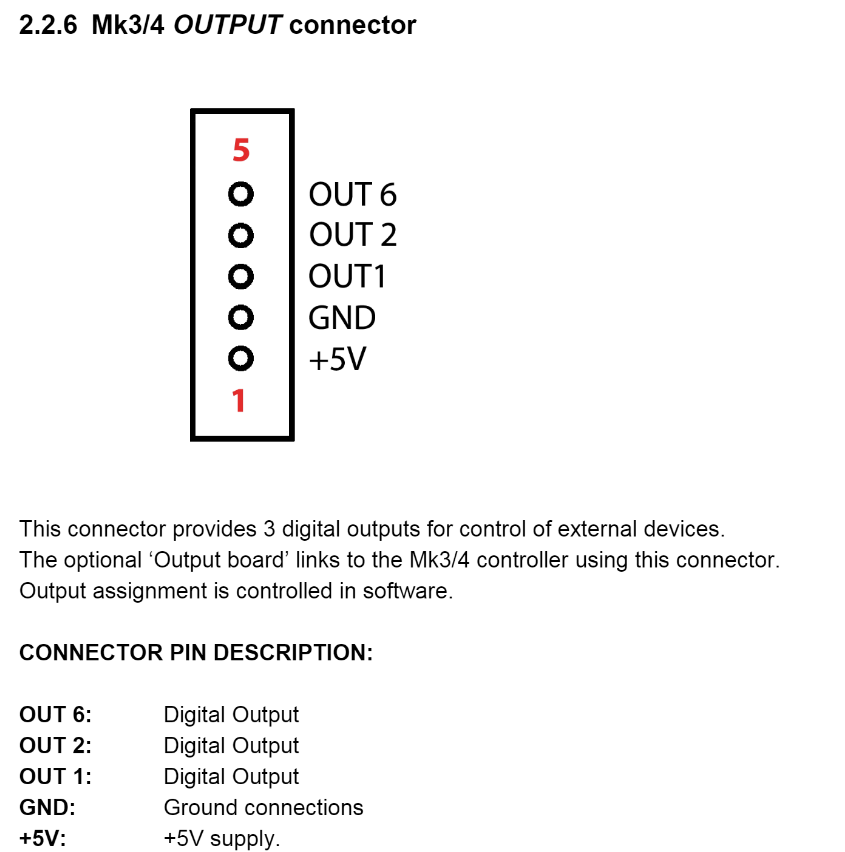 2.2.6 Mk3/4 OUTPUT connector
5
OUT 6
OUT 2
OUT1
GND
+5V
1
This connector provides 3 digital outputs for control of external devices.
The optional ‘Output board’ links to the Mk3/4 controller using this connector.
Output assignment is controlled in software.
CONNECTOR PIN DESCRIPTION:
OUT 6: Digital Output
OUT 2: Digital Output
OUT 1: Digital Output
GND: Ground connections
+5V: +5V supply.